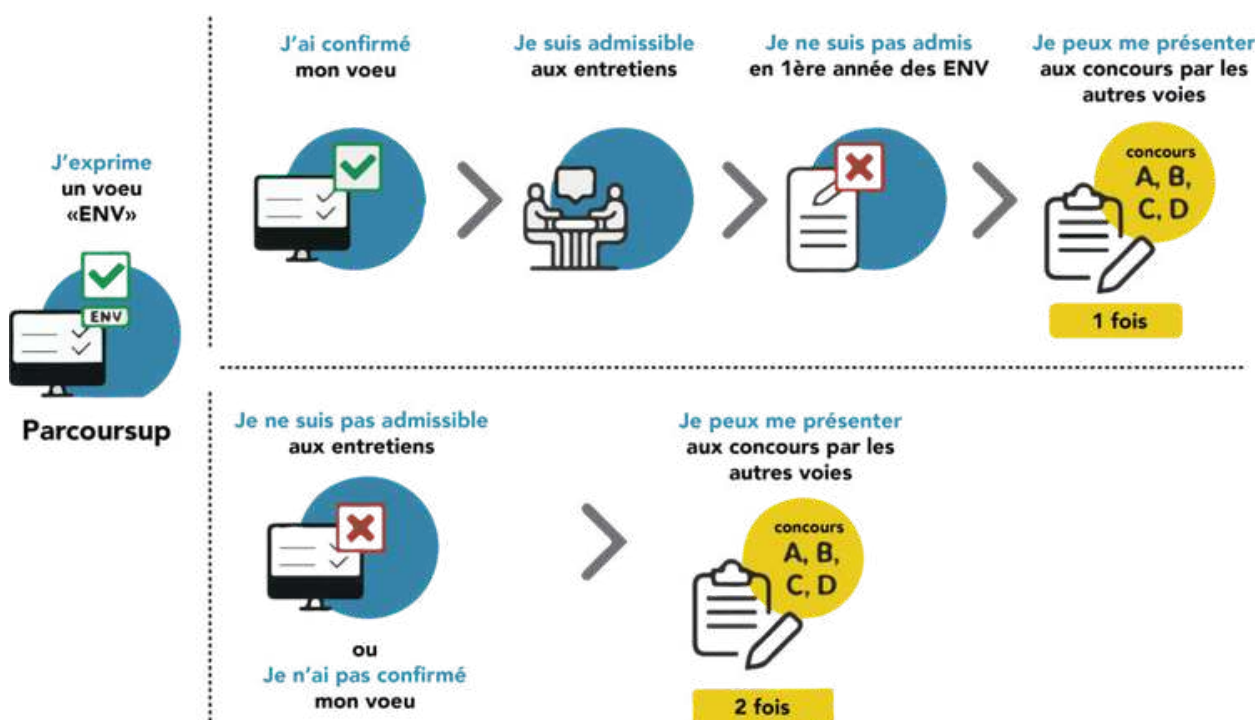 J'exprime
un voeu
«ENV»
ENV
Parcoursup
J'ai confirmé
mon voeu
Je suis admissible
aux entretiens
Je ne suis pas admis
en 1ère année des ENV
Je peux me présenter
aux concours par les
autres voies
concours
A, B,
C, D
1 fois
Je ne suis pas admissible
aux entretiens
ou
Je n'ai pas confirmé
mon voeu
Je peux me présenter
aux concours par les
autres voies
concours
A, B,
C, D
2 fois